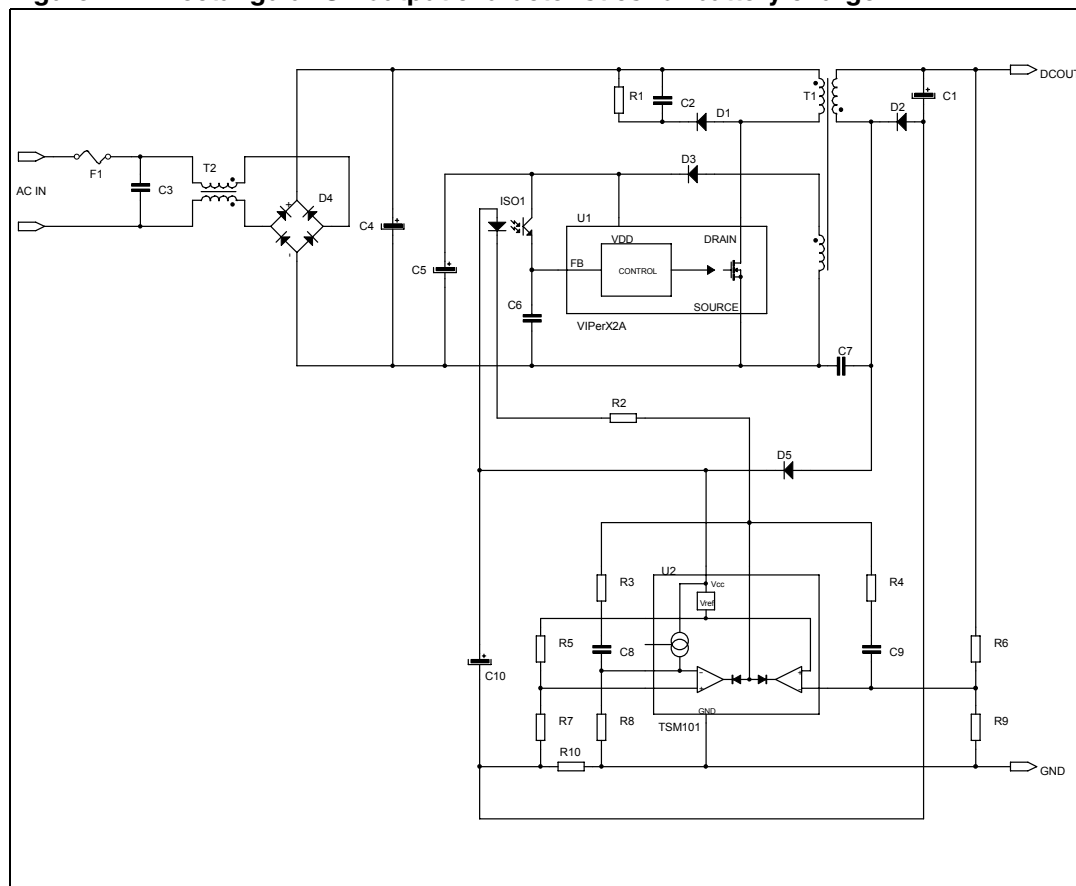 DCOUT
R1
C2
D1
T1
D2
C1
F1
C3
T2
AC IN
D4
D3
ISO1
U1
C4
C5
VDD
DRAIN
FB
CONTROL
C6
SOURCE
VIPerX2A
C7
R2
D5
U2
R3
Vcc
R4
Vref
R5
C8
C9
R6
C10
R7
R8
GND
R9
TSM101
R10
GND